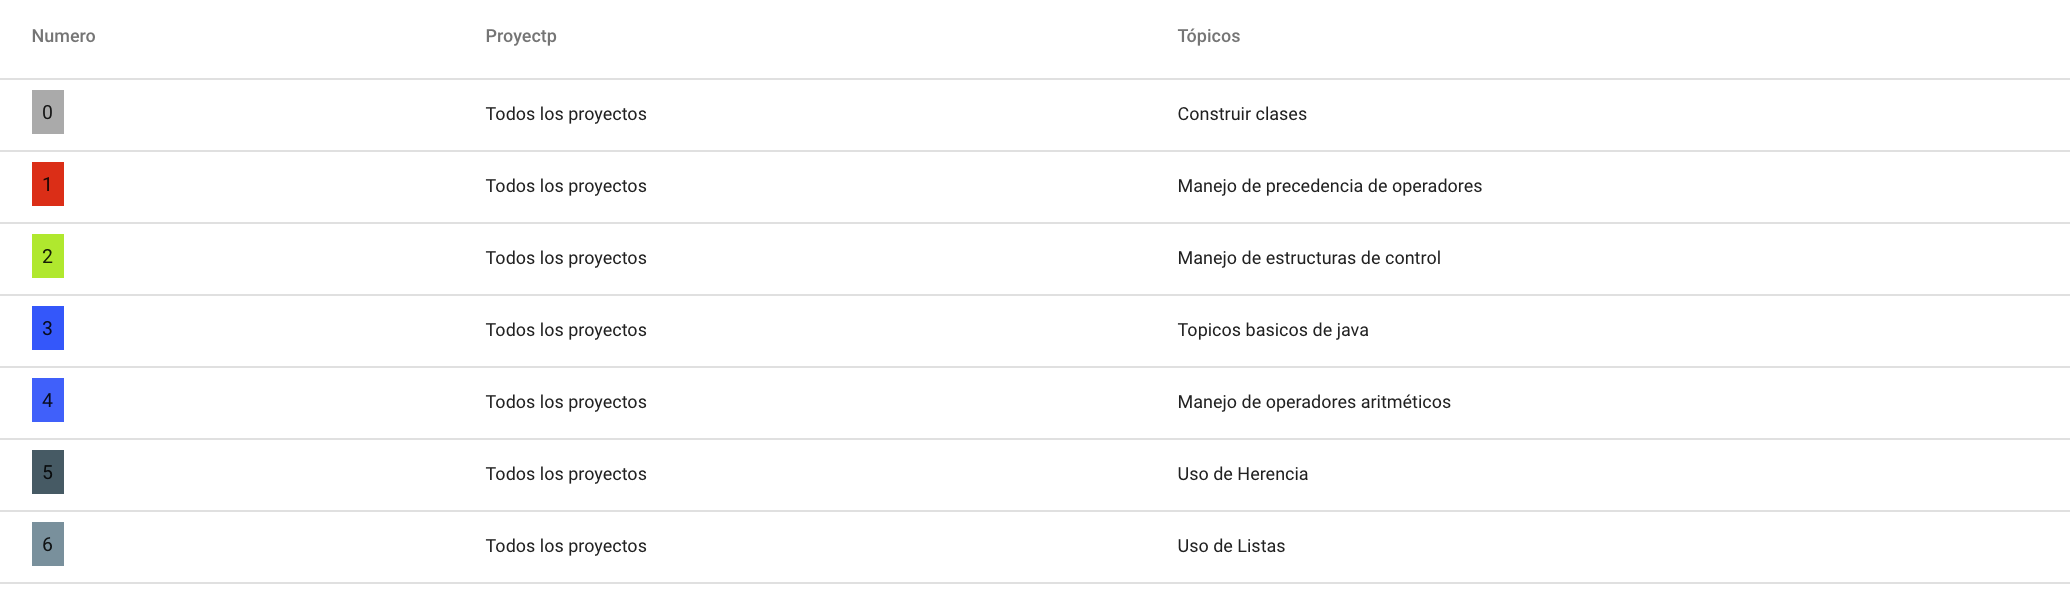 Numero Proyectp Tópicos
0 Todos los proyectos Construir clases
1 Todos los proyectos Manejo de precedencia de operadores
2 Todos los proyectos Manejo de estructuras de control
3 Todos los proyectos Topicos basicos de java
4 Todos los proyectos Manejo de operadores aritméticos
5 Todos los proyectos Uso de Herencia
6 Todos los proyectos Uso de Listas